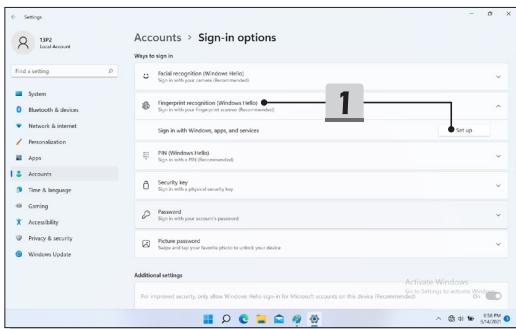 Settings
13P2
Local Account
Accounts > Sign-in options
Ways to sign in
Find a setting
Facial recognition (Windows Hello)
Sign in with your camera (Recommended)
Fingerprint recognition (Windows Hello)
Sign in with your fingerprint scanner (Recommended)
1
Sign in with Windows, apps, and services
Set up
PIN (Windows Hello)
Sign in with a PIN (Recommended)
Security key
Sign in with a physical security key
Password
Sign in with your account's password
Picture password
Swipe and tap your favorite photo to unlock your device
System
Bluetooth & devices
Network & internet
Personalization
Apps
Accounts
Time & language
Gaming
Accessibility
Privacy & security
Windows Update
Additional settings
Activate Windows
Go to Settings to activate Windows.
For improved security, only allow Windows Hello sign-in for Microsoft accounts on this device (Recommended)
On
6:58 PM